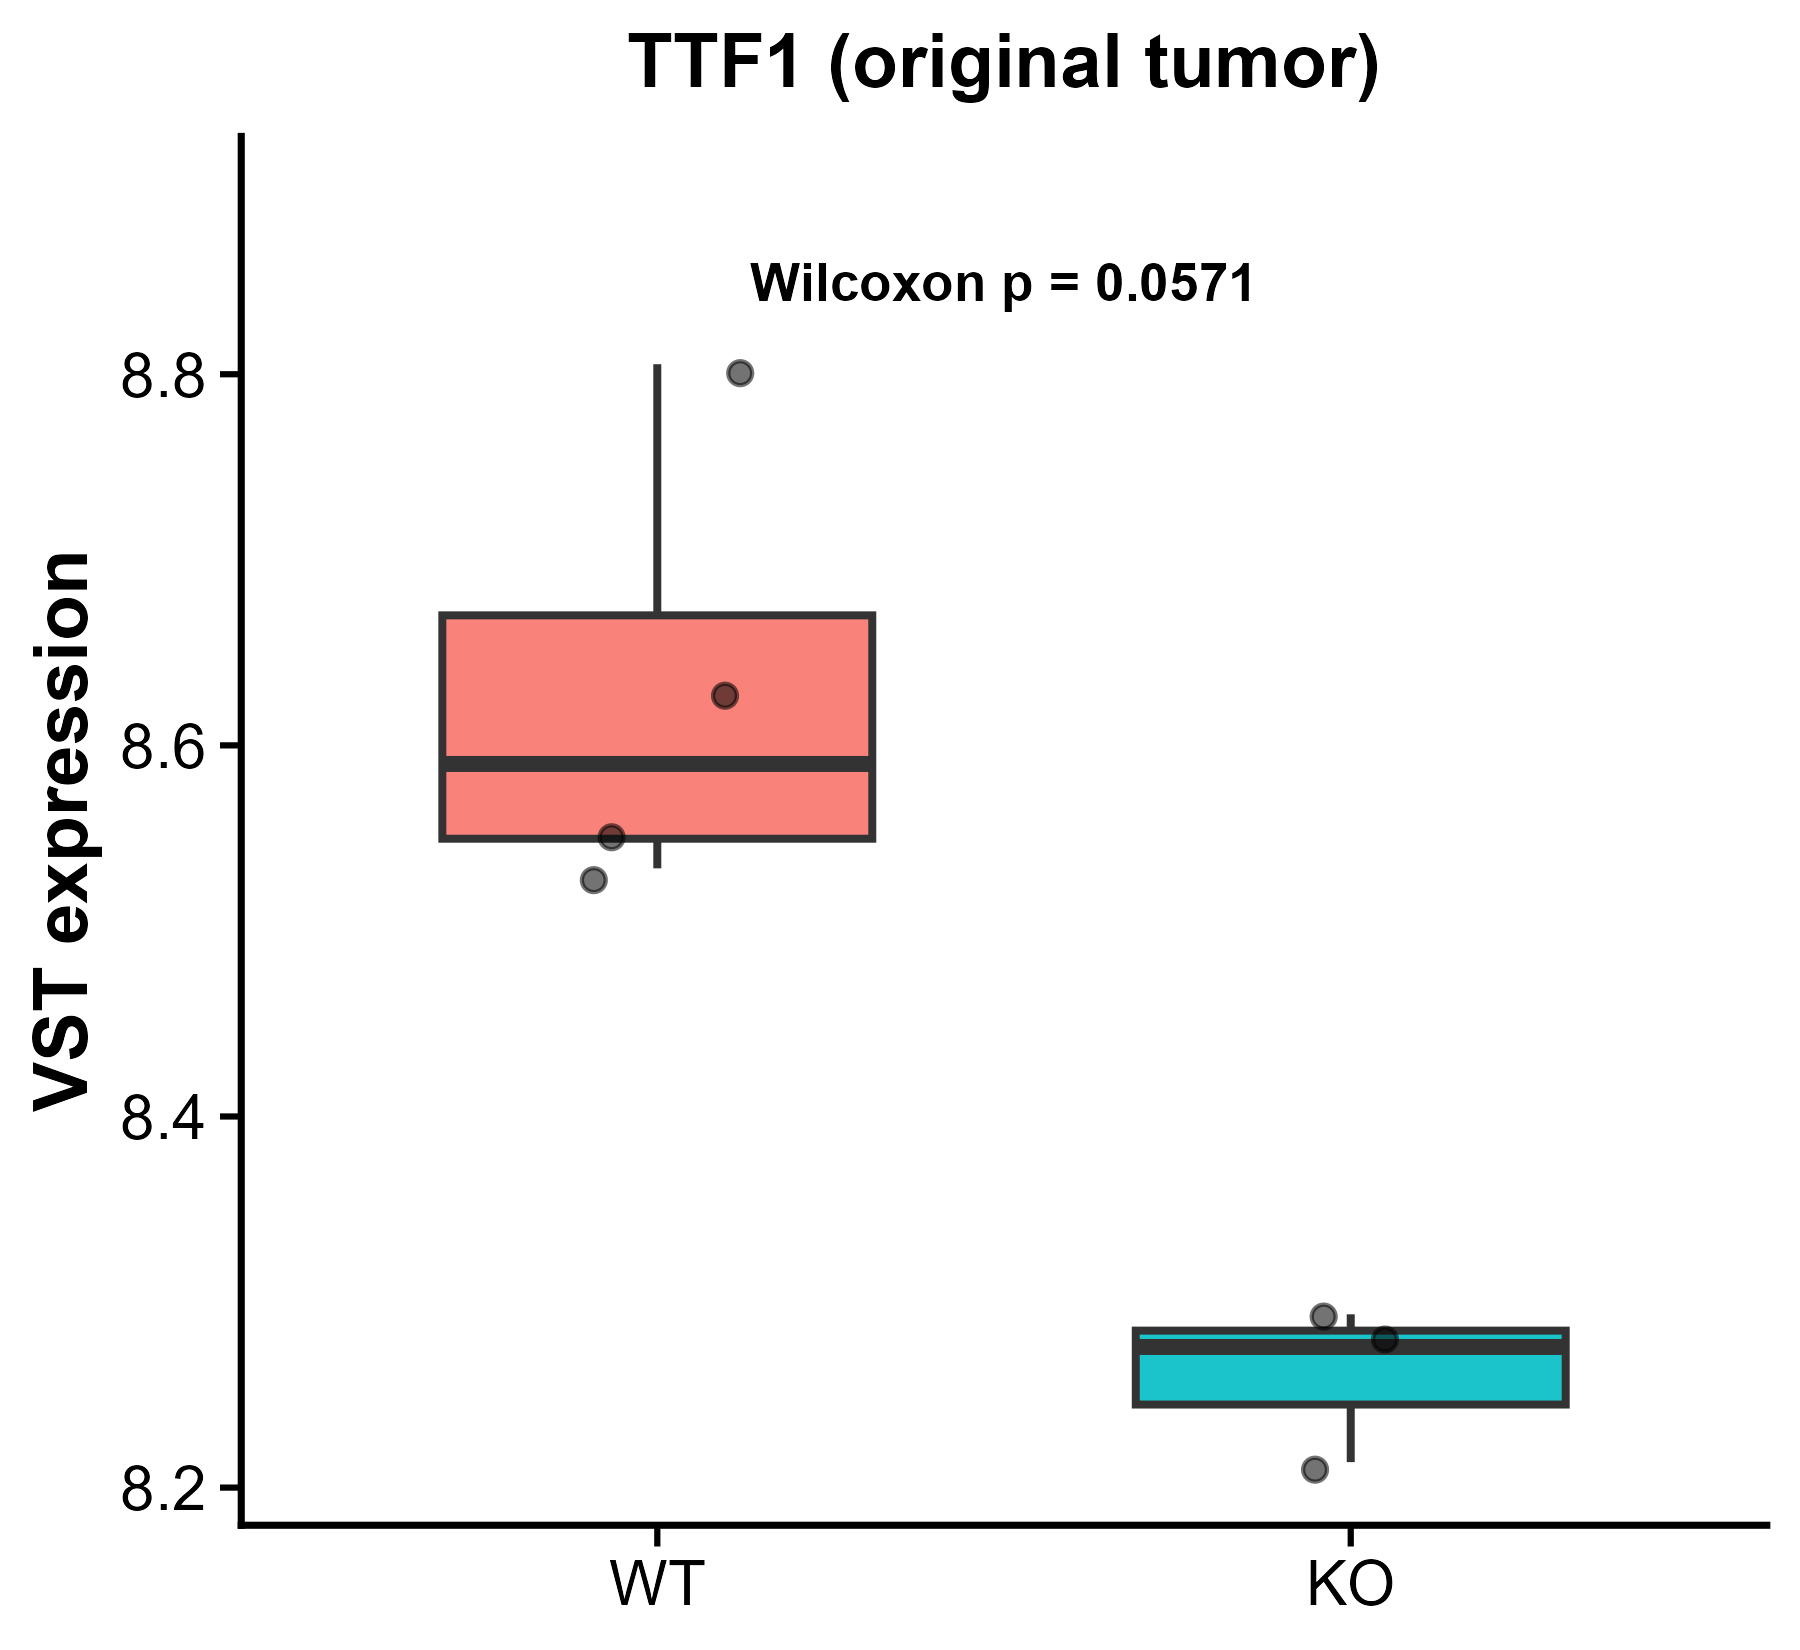 TTF1 (original tumor)
Wilcoxon p = 0.0571
VST expression
8.8
8.6
8.4
8.2
WT
KO